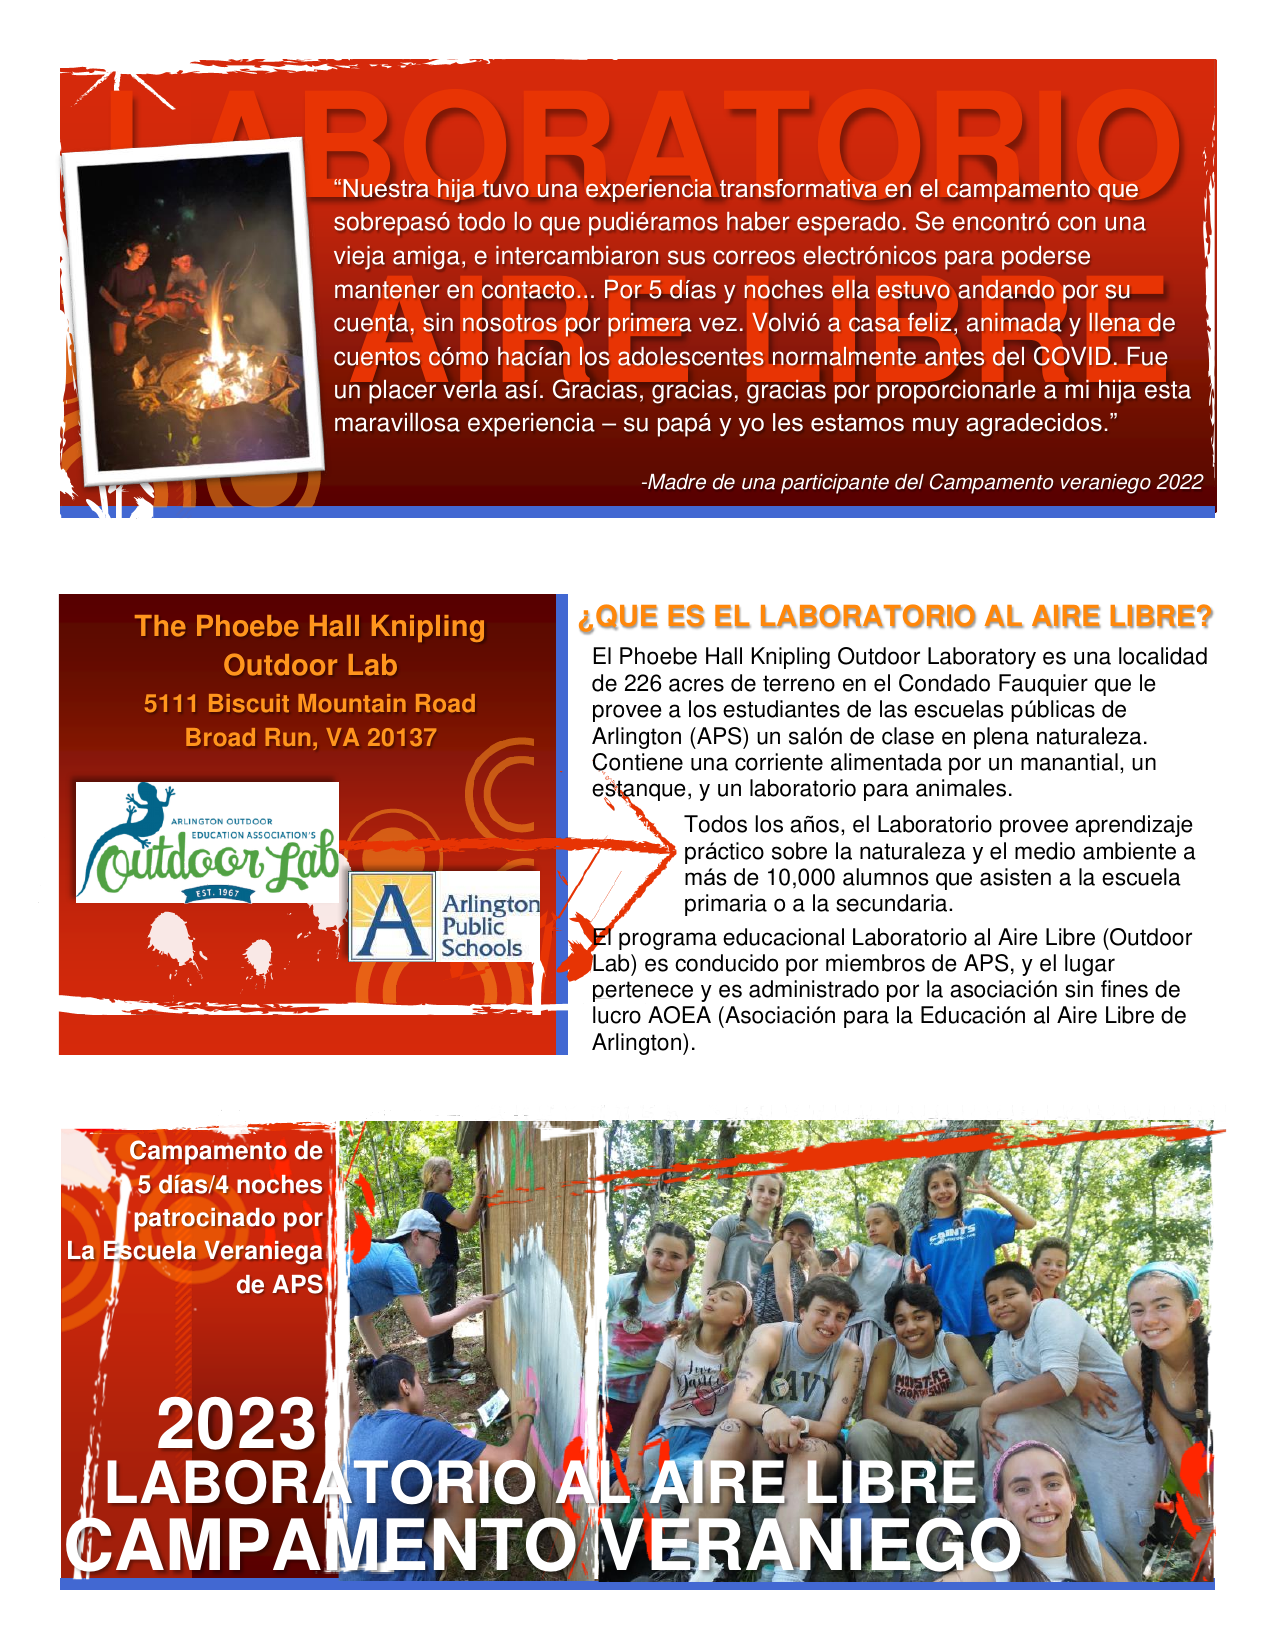 LABORATORIO
AIRE LIBRE
“Nuestra hija tuvo una experiencia transformativa en el campamento que
sobrepasó todo lo que pudiéramos haber esperado. Se encontró con una
vieja amiga, e intercambiaron sus correos electrónicos para poderse
mantener en contacto... Por 5 días y noches ella estuvo andando por su
cuenta, sin nosotros por primera vez. Volvió a casa feliz, animada y llena de
cuentos cómo hacían los adolescentes normalmente antes del COVID. Fue
un placer verla así. Gracias, gracias, gracias por proporcionarle a mi hija esta
maravillosa experiencia – su papá y yo les estamos muy agradecidos.”
-Madre de una participante del Campamento veraniego 2022
The Phoebe Hall Knipling
Outdoor Lab
5111 Biscuit Mountain Road
Broad Run, VA 20137
ARLINGTON OUTDOOR
EDUCATION ASSOCIATION'S
Outdoor Lab
EST. 1967
A
Arlington
Public
Schools
¿QUE ES EL LABORATORIO AL AIRE LIBRE?
El Phoebe Hall Knipling Outdoor Laboratory es una localidad
de 226 acres de terreno en el Condado Fauquier que le
provee a los estudiantes de las escuelas públicas de
Arlington (APS) un salón de clase en plena naturaleza.
Contiene una corriente alimentada por un manantial, un
estanque, y un laboratorio para animales.
Todos los años, el Laboratorio provee aprendizaje
práctico sobre la naturaleza y el medio ambiente a
más de 10,000 alumnos que asisten a la escuela
primaria o a la secundaria.
El programa educacional Laboratorio al Aire Libre (Outdoor
Lab) es conducido por miembros de APS, y el lugar
pertenece y es administrado por la asociación sin fines de
lucro AOEA (Asociación para la Educación al Aire Libre de
Arlington).
Campamento de
5 días/4 noches
patrocinado por
La Escuela Veraniega
de APS
SAINTS
Live
Dance
NAVY
2023
LABORATORIO AL AIRE LIBRE
CAMPAMENTO VERANIEGO